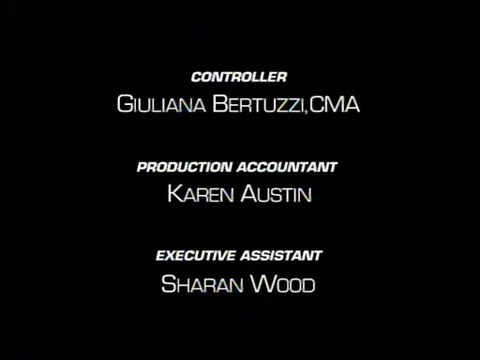 CONTROLLER
GIULIANA BERTUZZI, CMA
PRODUCTION ACCOUNTANT
KAREN AUSTIN
EXECUTIVE ASSISTANT
SHARAN WOOD